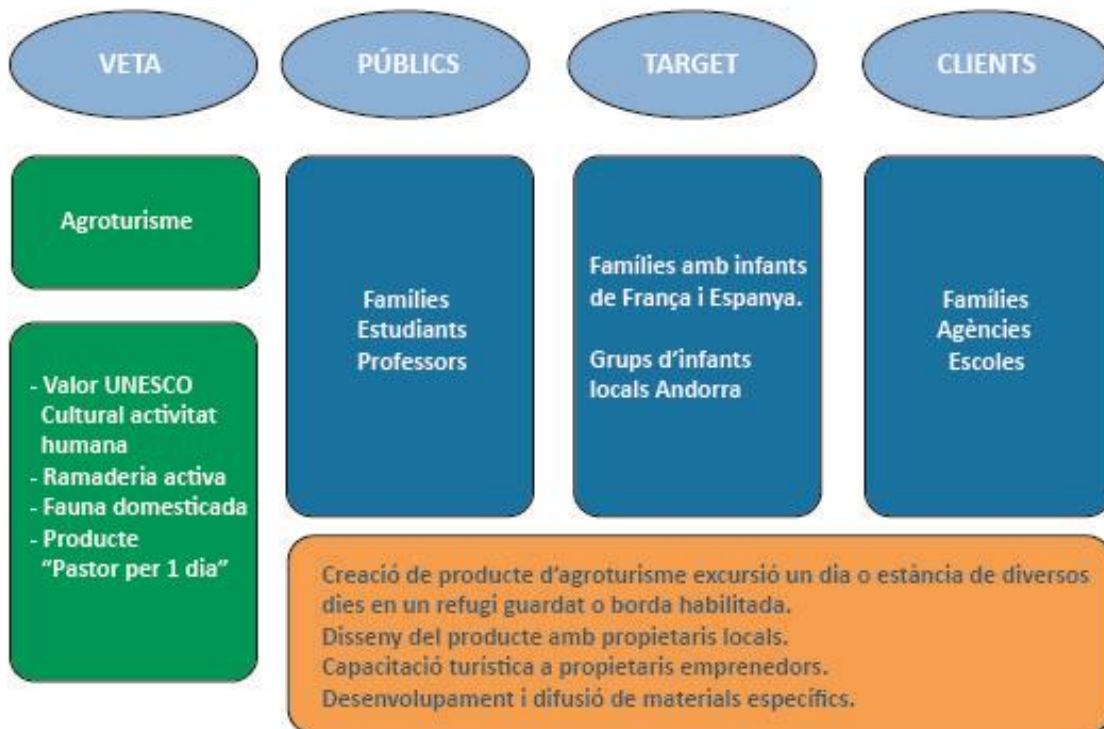 VETA
PÚBLICS
TARGET
CLIENTS
Agroturisme
- Valor UNESCO
Cultural activitat
humana
- Ramaderia activa
- Fauna domesticada
- Producte
“Pastor per 1 dia”
Famílies
Estudiants
Professors
Famílies amb infants
de França i Espanya.
Grups d’infants
locals Andorra
Famílies
Agències
Escoles
Creació de producte d’agroturisme excursió un dia o estància de diversos
dies en un refugi guardat o borda habilitada.
Disseny del producte amb propietaris locals.
Capacitació turística a propietaris emprenedors.
Desenvolupament i difusió de materials específics.